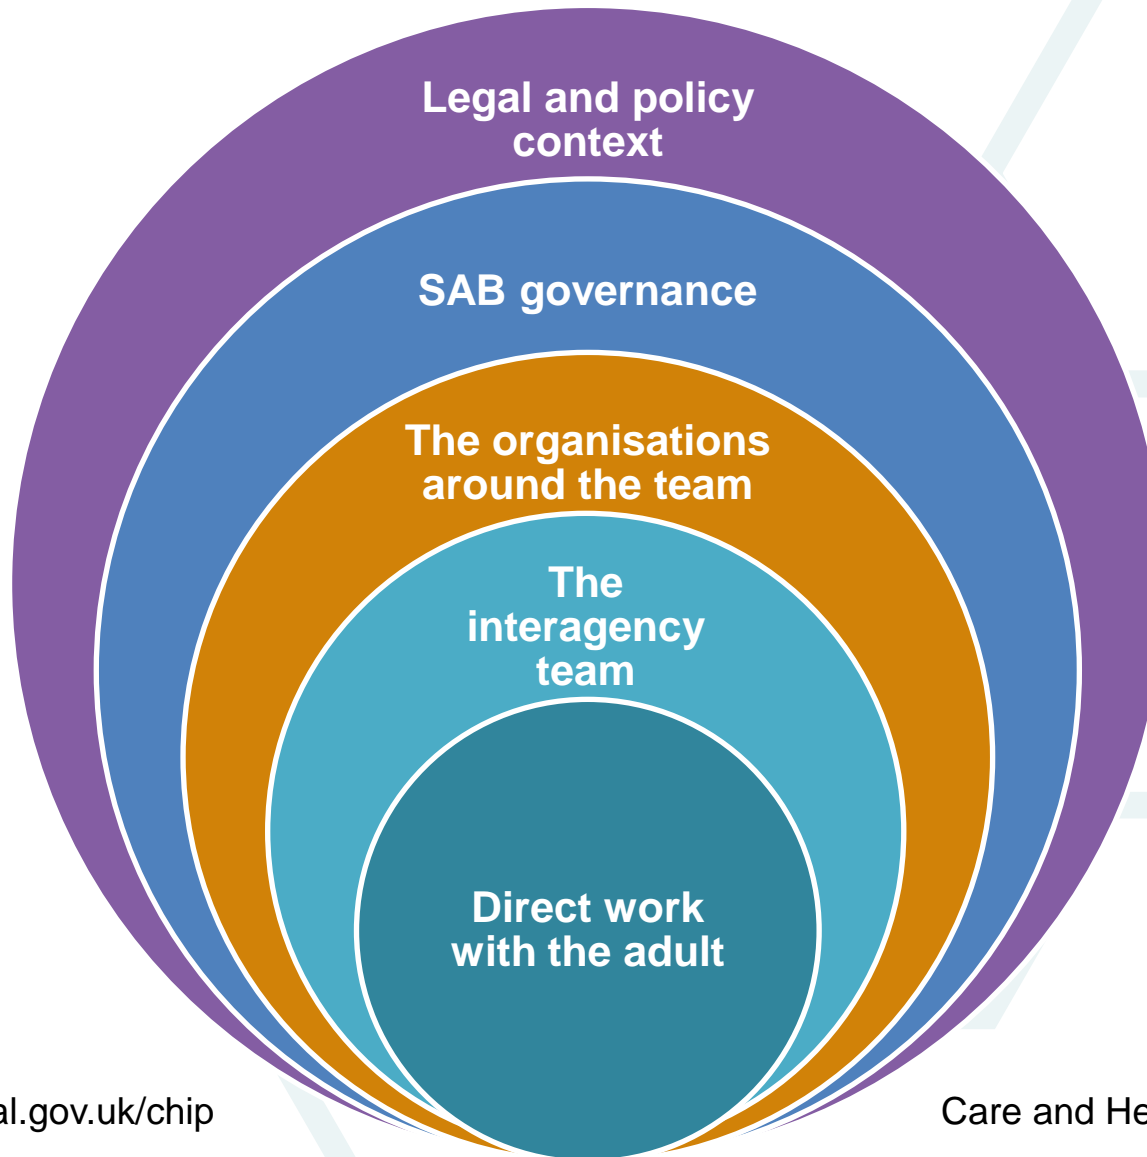 Legal and policy
context
SAB governance
The organisations
around the team
The
interagency
team
Direct work
with the adult
al.gov.uk/chip
Care and He